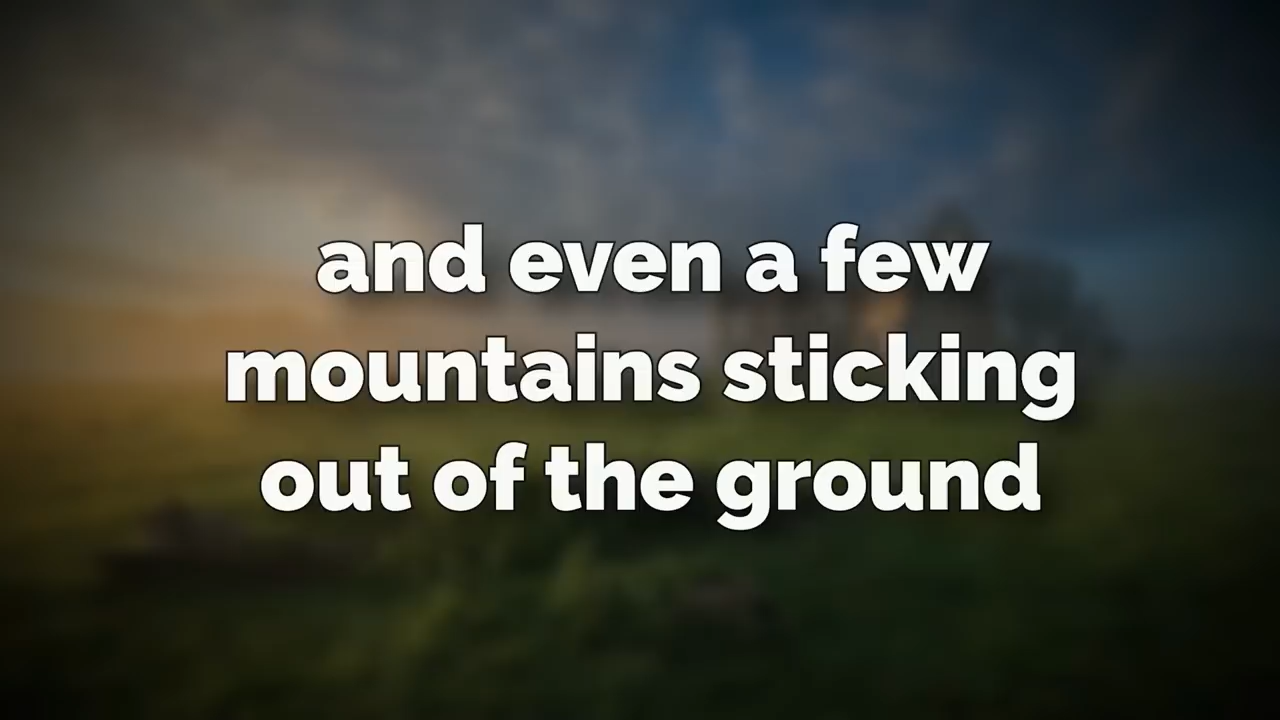 and even a few
mountains sticking
out of the ground